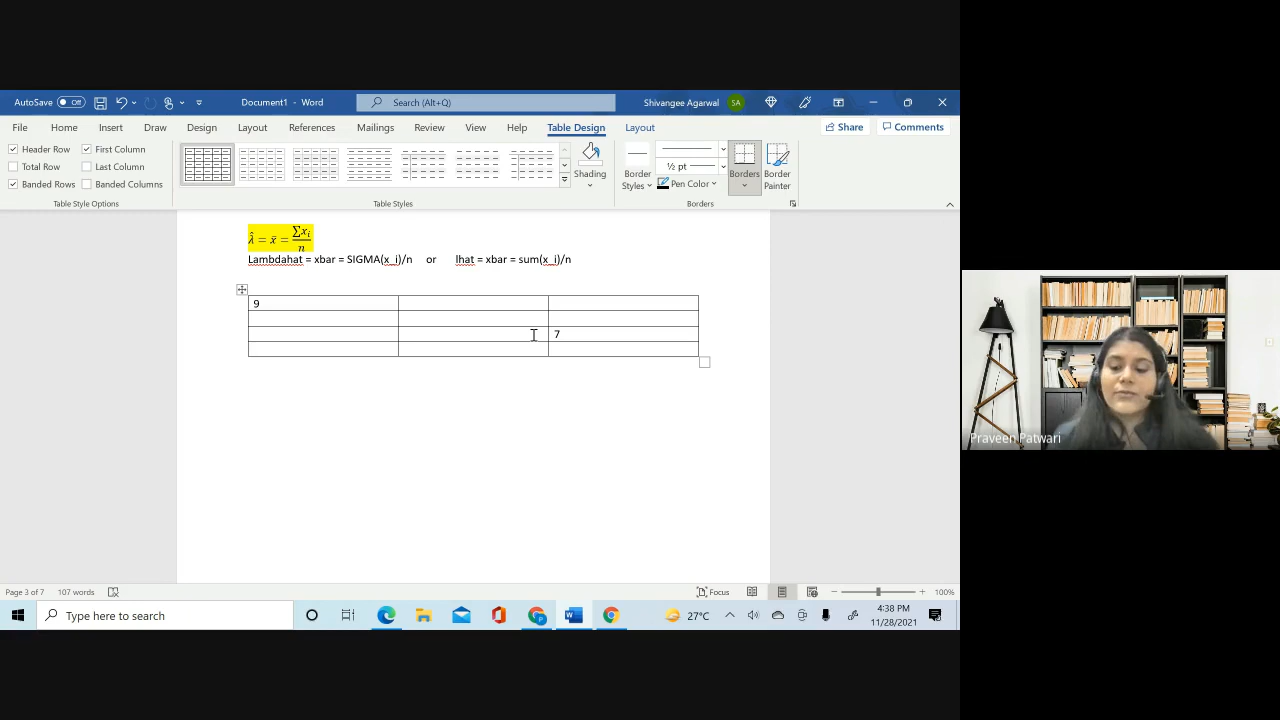 AutoSave Off Document1 - Word Search (Alt+Q) Shivangee Agarwal SA
File Home Insert Draw Design Layout References Mailings Review View Help Table Design Layout Share Comments
Header Row First Column
Total Row Last Column
Banded Rows Banded Columns
Table Style Options
Table Styles
Shading
Border Styles
½ pt
Pen Color
Borders
Border Painter
Borders
λ̂ = x̄ = ∑xᵢ/n
Lambdahat = xbar = SIGMA(x_i)/n or lhat = xbar = sum(x_i)/n
9
7
Praveen Patwari
Page 3 of 7 107 words Focus 100%
Type here to search 27°C 4:38 PM
11/28/2021